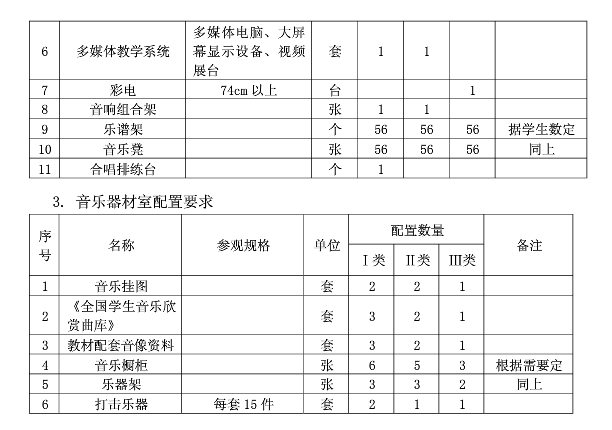 6 多媒体教学系统 多媒体电脑、大屏幕显示设备、视频展台 套 1 1
7 彩电 74cm 以上 台 1
8 音响组合架 张 1 1
9 乐谱架 个 56 56 56 据学生数定
10 音乐凳 张 56 56 56 同上
11 合唱排练台 个 1
3. 音乐器材室配置要求
序号 名称 参观规格 单位 配置数量 备注
Ⅰ类 Ⅱ类 Ⅲ类
1 音乐挂图 套 2 2 1
2 《全国学生音乐欣赏曲库》 套 3 2 1
3 教材配套音像资料 套 3 2 1
4 音乐橱柜 张 6 5 3 根据需要定
5 乐器架 张 3 3 2 同上
6 打击乐器 每套 15 件 套 2 1 1